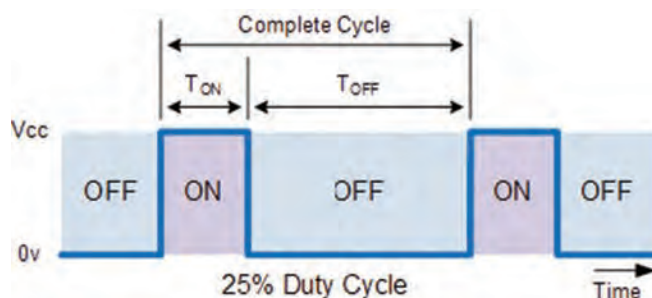 Complete Cycle
TON TOFF
Vcc
OFF ON OFF ON OFF
0v
25% Duty Cycle
Time